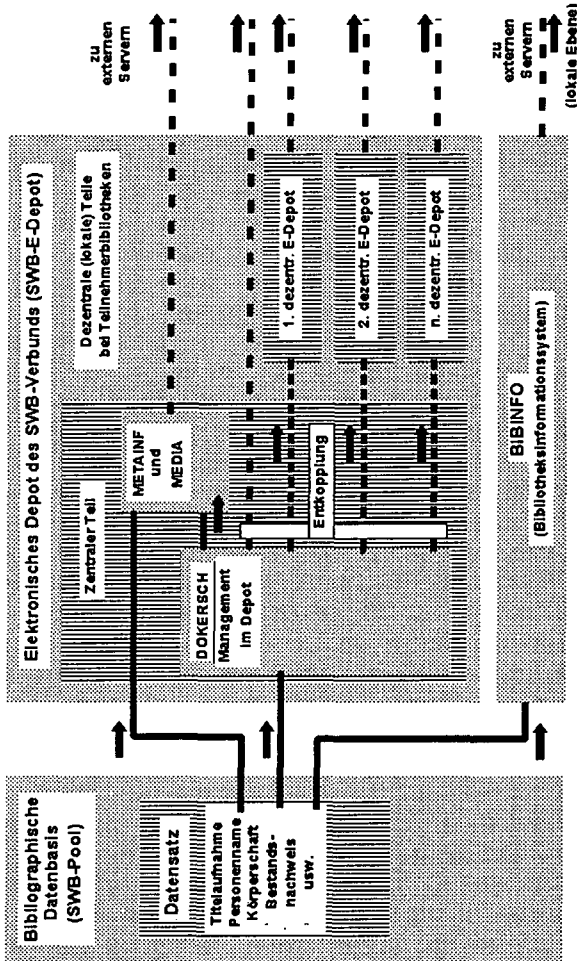 Bibliographische
Datenbasis
(SWB-Pool)
Datensatz
Titelaufnahme
Personenname
Körperschaft
Bestands-
nachweis
usw.
Elektronisches Depot des SWB-Verbunds (SWB-E-Depot)
Zentraler Teil
METAINF
und
MEDIA
DOKERSCH
Management
im Depot
Entkopplung
Dezentrale (lokale) Teile
bei Teilnehmerbibliotheken
1. dezentr. E-Depot
2. dezentr. E-Depot
n. dezentr. E-Depot
zu
externen
Servern
BIBINFO
(Bibliotheksinformationssystem)
zu
externen
Servern
(lokale Ebene)